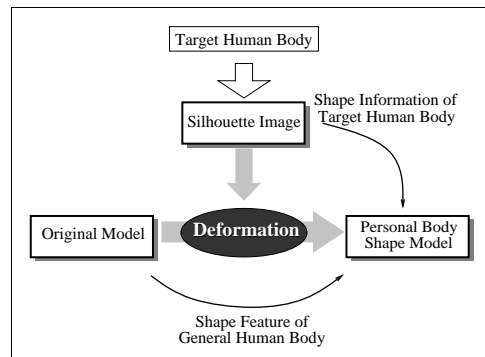 Target Human Body
Silhouette Image
Shape Information of
Target Human Body
Original Model
Deformation
Personal Body
Shape Model
Shape Feature of
General Human Body